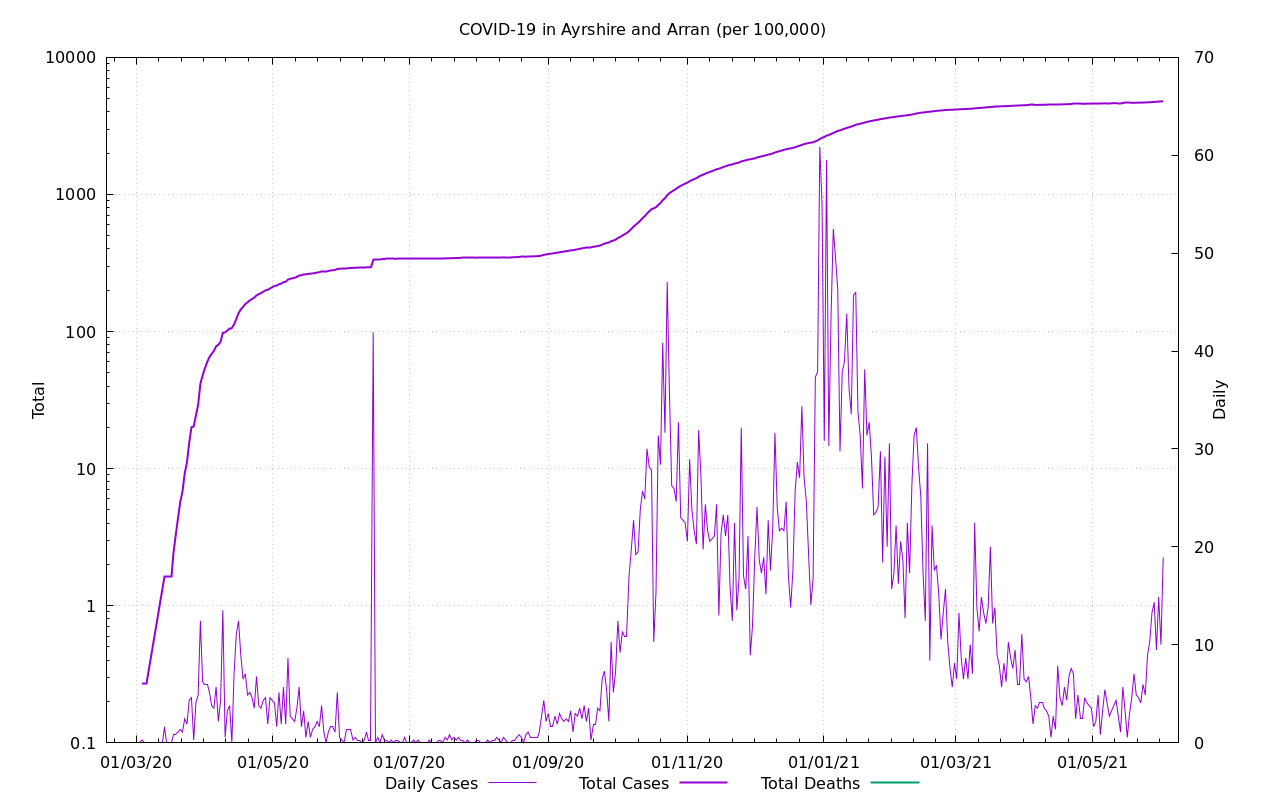 COVID-19 in Ayrshire and Arran (per 100,000)
10000
1000
100
10
1
0.1
Total
70
60
50
40
30
20
10
0
Daily
01/03/20 01/05/20 01/07/20 01/09/20 01/11/20 01/01/21 01/03/21 01/05/21
Daily Cases Total Cases Total Deaths